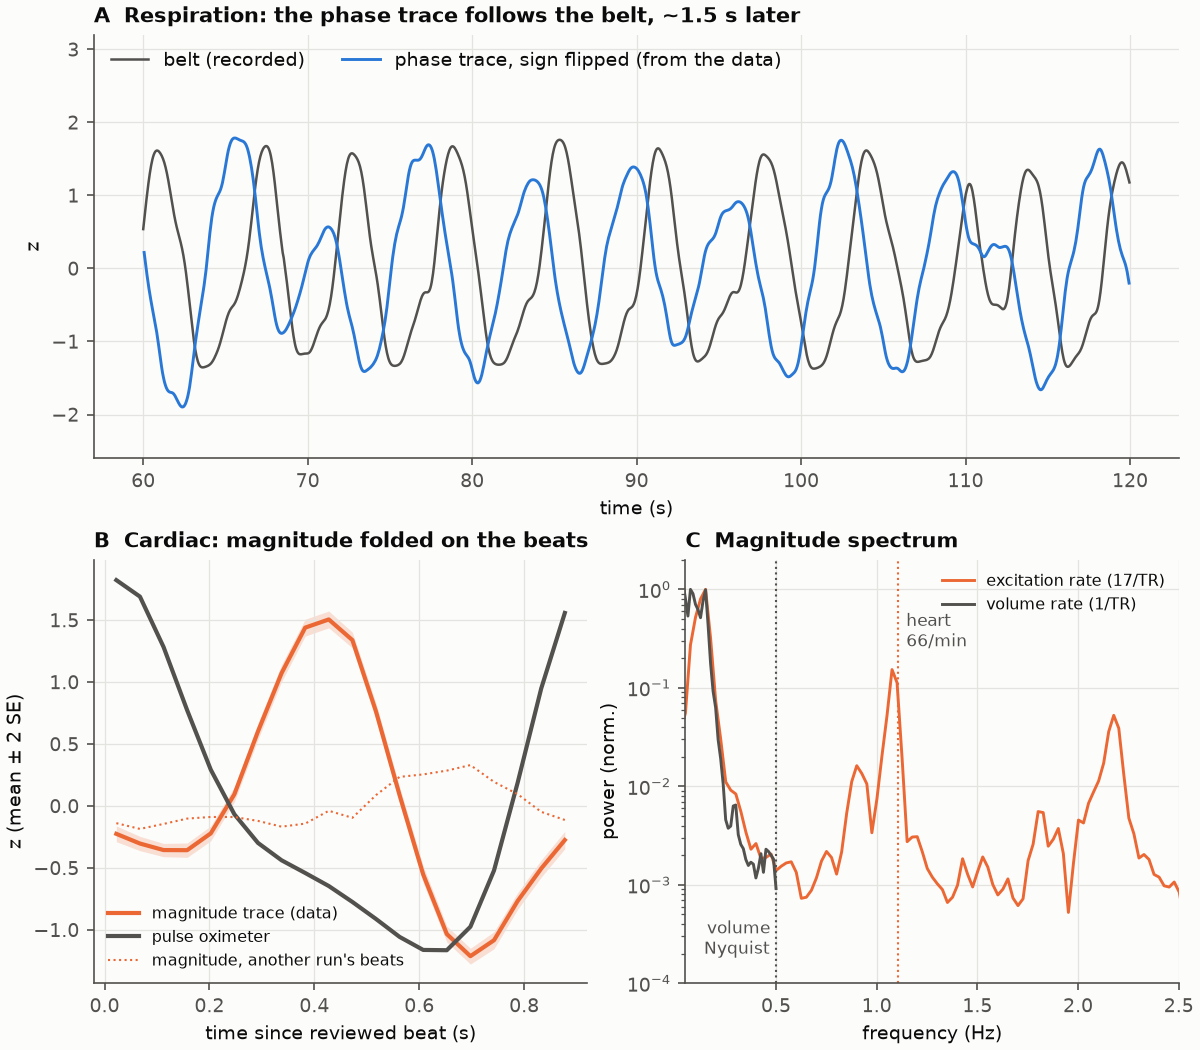 A Respiration: the phase trace follows the belt, ~1.5 s later
belt (recorded)
phase trace, sign flipped (from the data)
3
2
1
0
−1
−2
z
60
70
80
90
100
110
120
time (s)
B Cardiac: magnitude folded on the beats
1.5
1.0
0.5
0.0
−0.5
−1.0
z (mean ± 2 SE)
magnitude trace (data)
pulse oximeter
magnitude, another run's beats
0.0
0.2
0.4
0.6
0.8
time since reviewed beat (s)
C Magnitude spectrum
excitation rate (17/TR)
volume rate (1/TR)
heart
66/min
volume
Nyquist
10⁰
10⁻¹
10⁻²
10⁻³
10⁻⁴
power (norm.)
0.5
1.0
1.5
2.0
2.5
frequency (Hz)